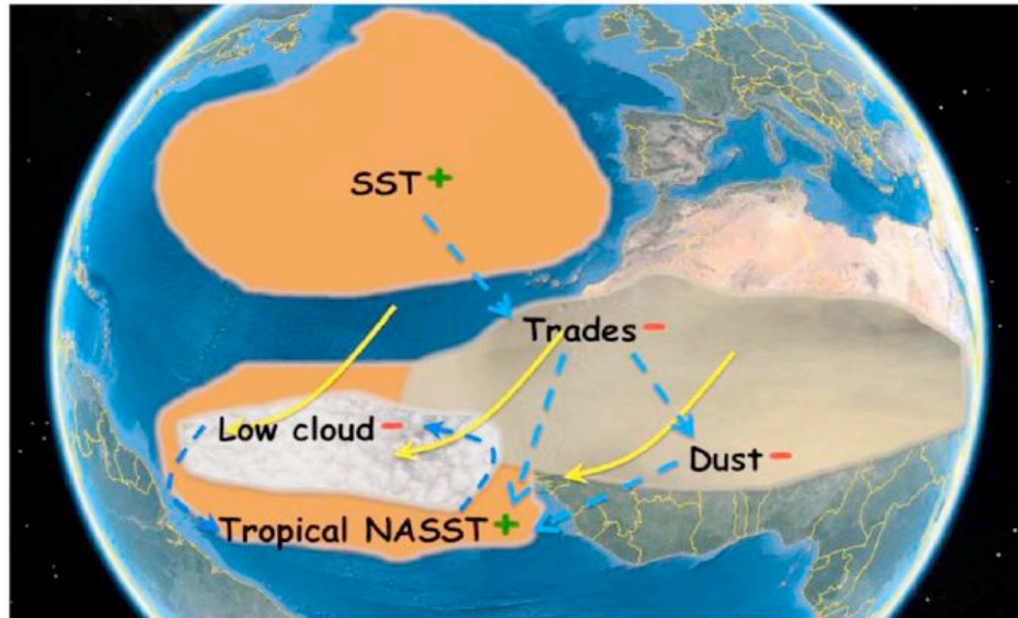 SST +
Trades -
Low cloud -
Dust -
Tropical NASST +